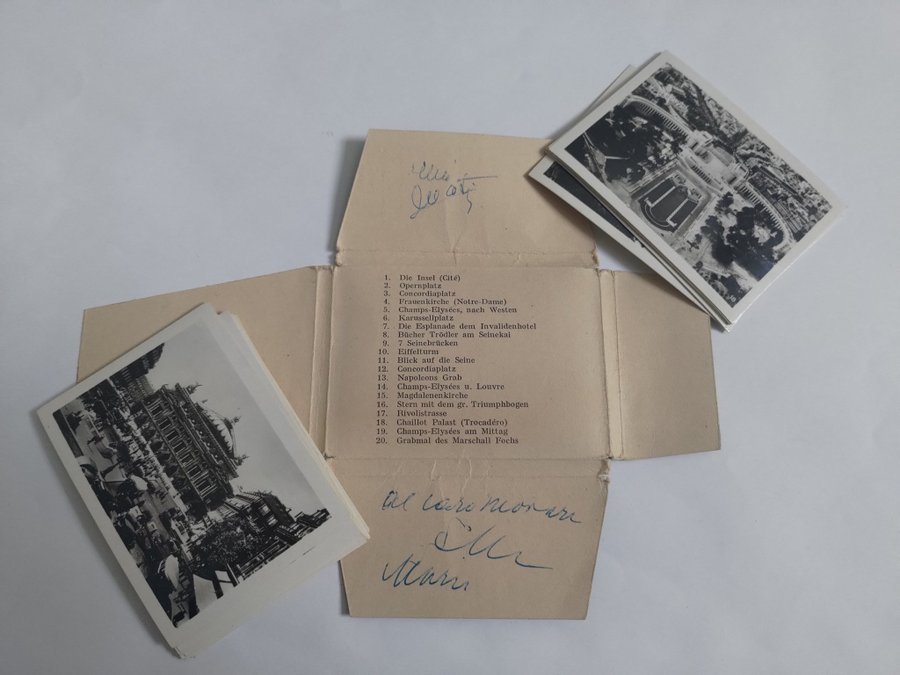 1. Die Insel (Cité)
2. Opernplatz
3. Concordiaplatz
4. Frauenkirche (Notre-Dame)
5. Champs-Elysées, nach Westen
6. Karussellplatz
7. Die Esplanade dem Invalidenhotel
8. Bücher Trödler am Seinekai
9. 7 Seinebrücken
10. Eiffelturm
11. Blick auf die Seine
12. Concordiaplatz
13. Napoleons Grab
14. Champs-Elysées u. Louvre
15. Magdalenenkirche
16. Stern mit dem gr. Triumphbogen
17. Rivolistrasse
18. Chaillot Palast (Trocadéro)
19. Champs-Elysées am Mittag
20. Grabmal des Marschall Fochs
al caro